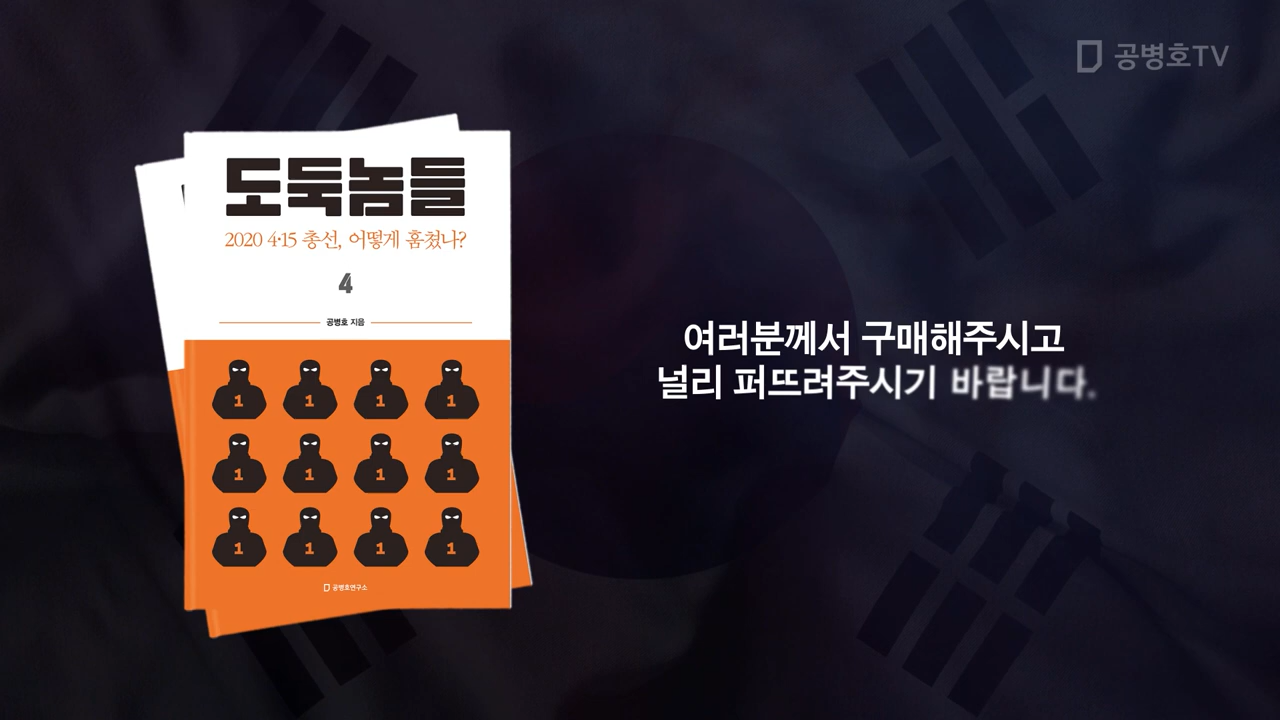 공병호TV
도둑놈들
2020 4·15 총선, 어떻게 훔쳤나?
4
공병호 지음
1 1 1 1
1 1 1 1
1 1 1 1
공병호연구소
여러분께서 구매해주시고
널리 퍼뜨려주시기 바랍니다.